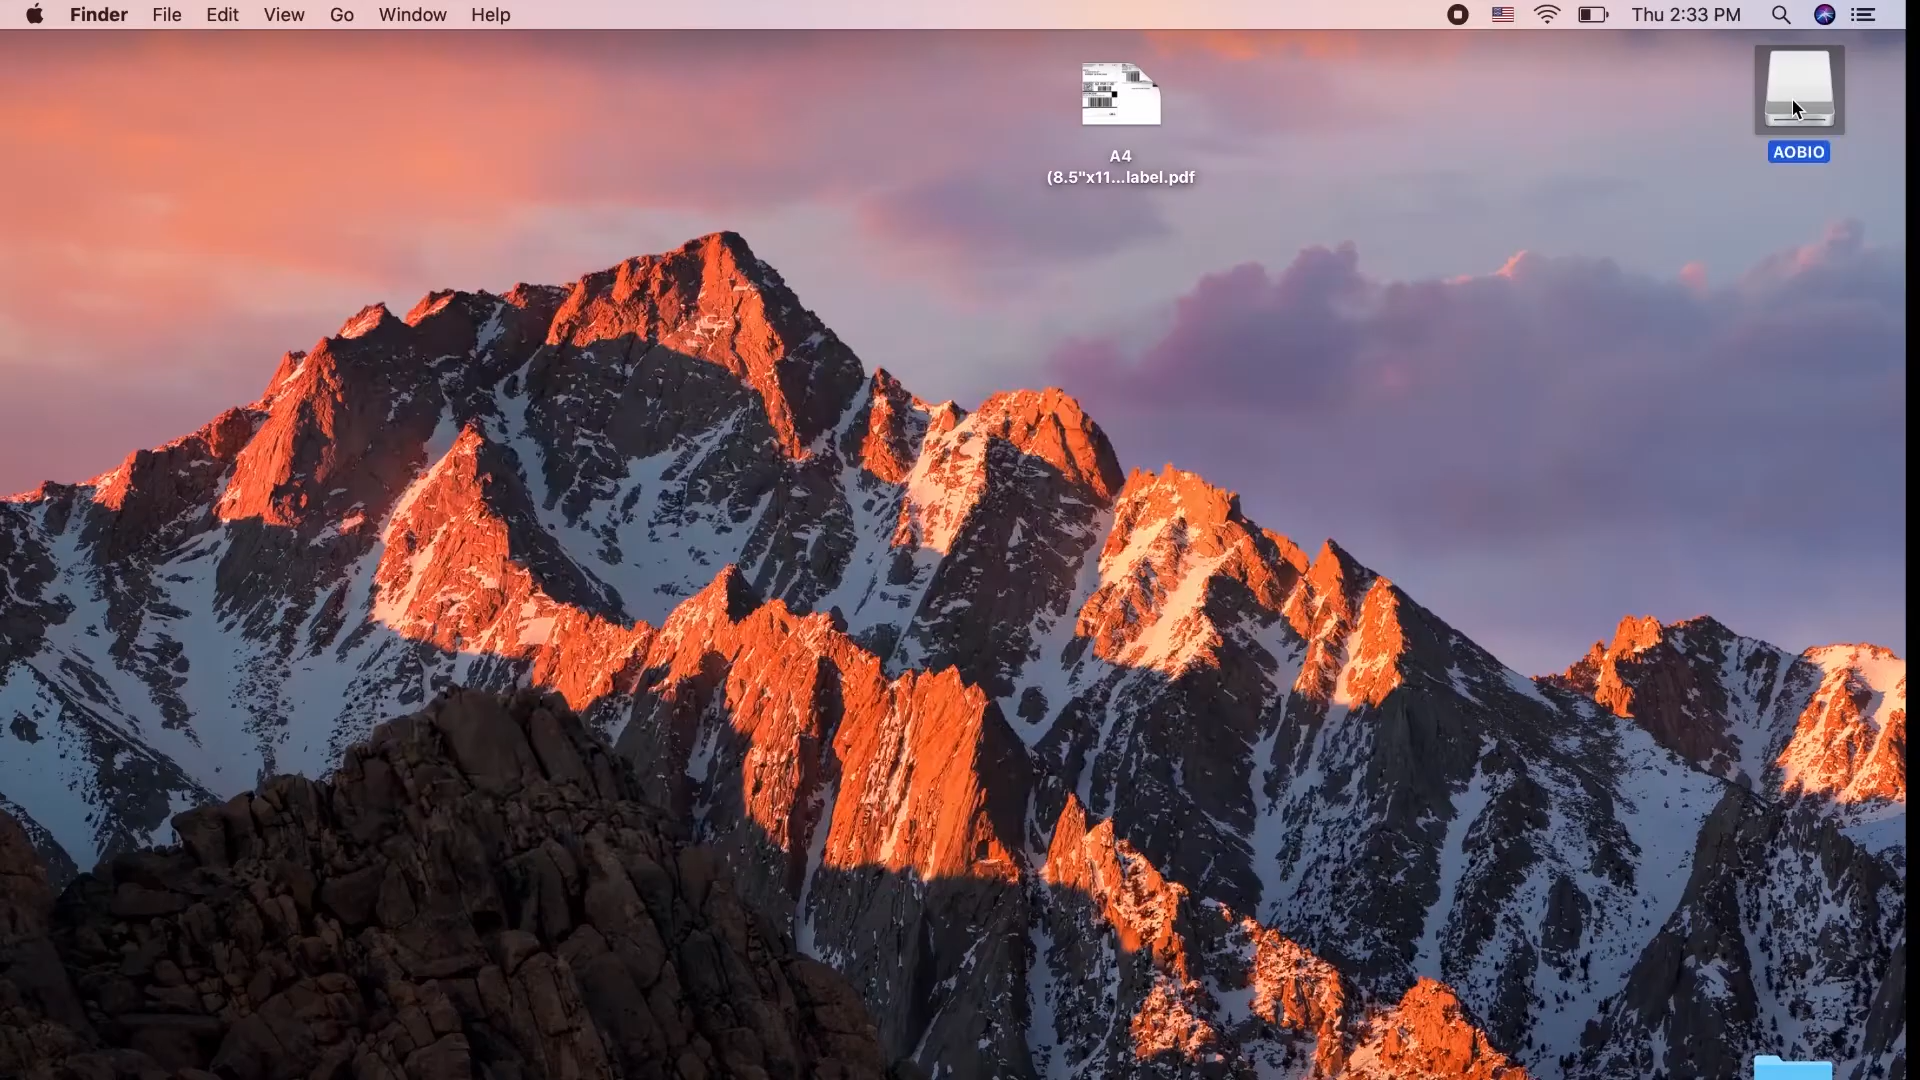 Finder File Edit View Go Window Help Thu 2:33 PM
A4
(8.5"x11...label.pdf
AOBIO